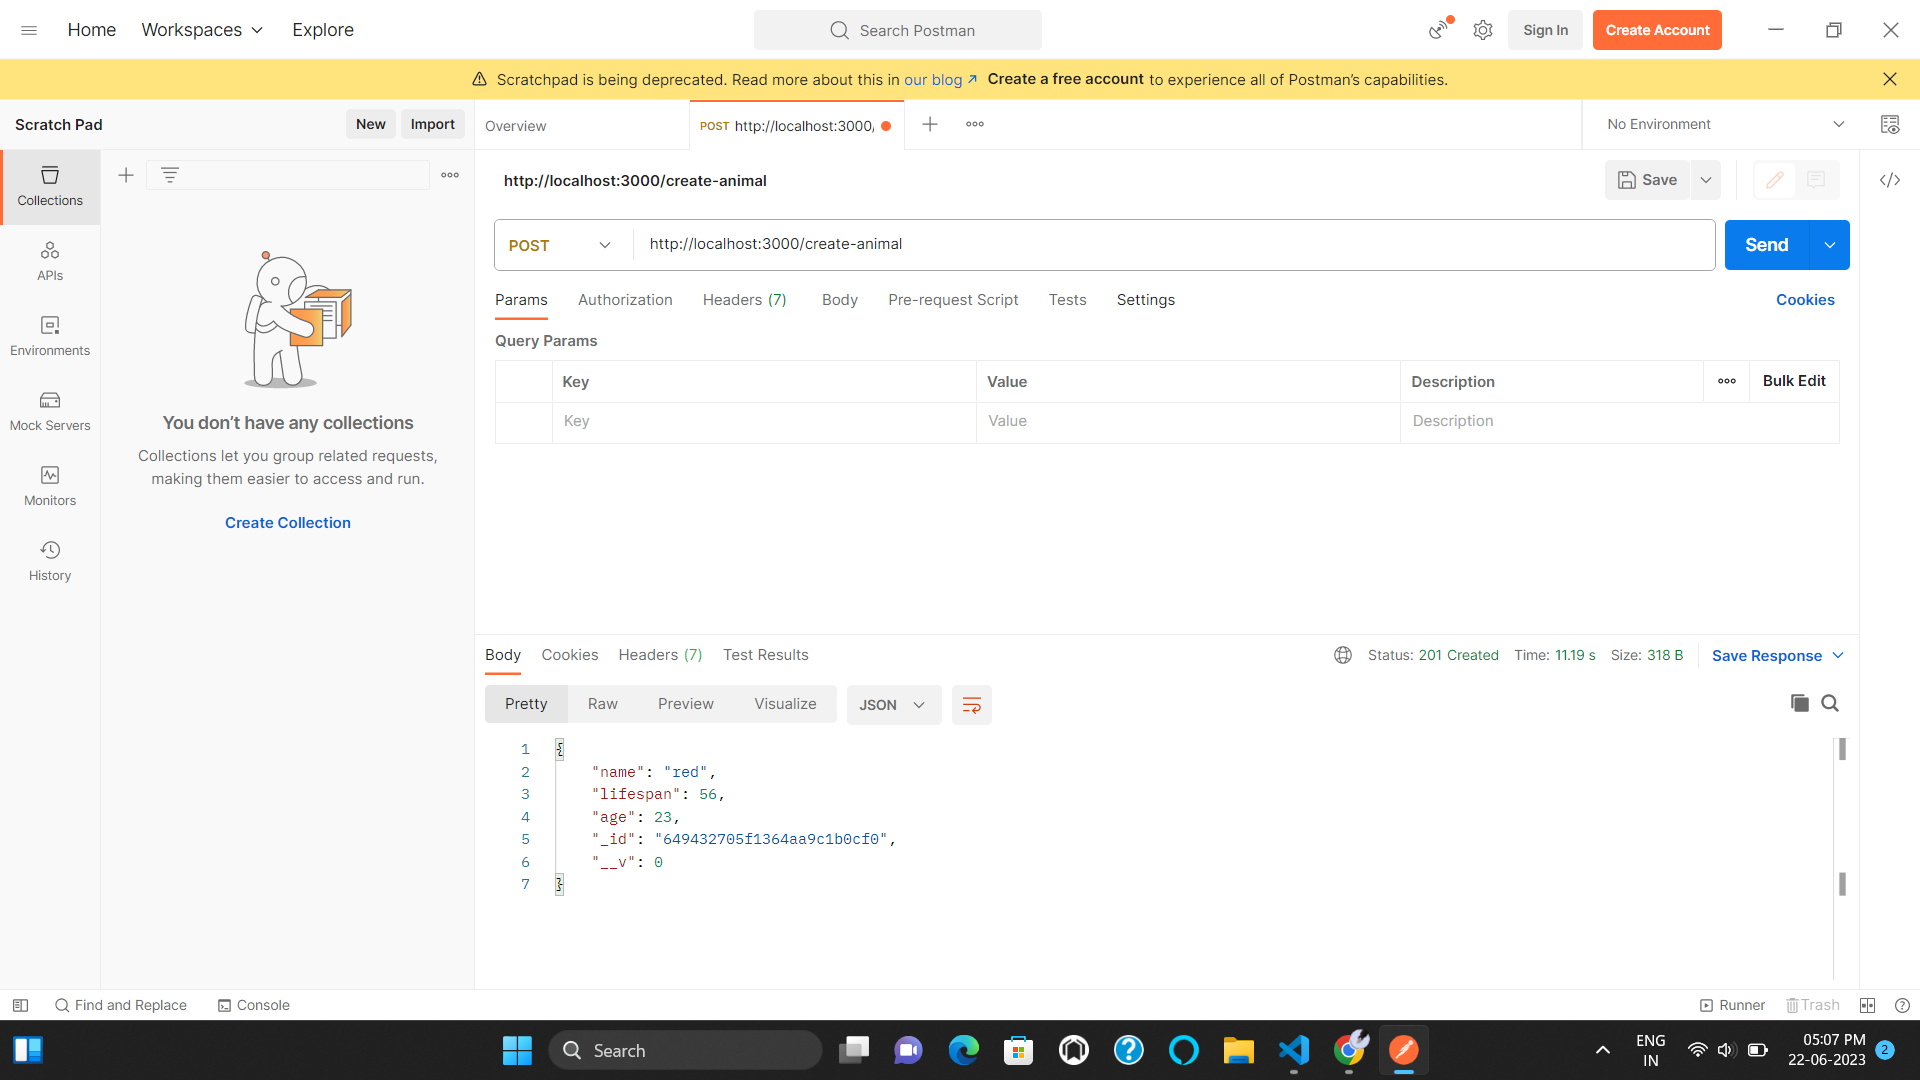 Home Workspaces Explore Search Postman Sign In Create Account
Scratchpad is being deprecated. Read more about this in our blog ↗ Create a free account to experience all of Postman’s capabilities.
Scratch Pad New Import Overview POST http://localhost:3000/ No Environment
Collections
APIs
Environments
Mock Servers
Monitors
History
You don’t have any collections
Collections let you group related requests,
making them easier to access and run.
Create Collection
http://localhost:3000/create-animal Save
POST http://localhost:3000/create-animal Send
Params Authorization Headers (7) Body Pre-request Script Tests Settings Cookies
Query Params
Key Value Description Bulk Edit
Key Value Description
Body Cookies Headers (7) Test Results Status: 201 Created Time: 11.19 s Size: 318 B Save Response
Pretty Raw Preview Visualize JSON
1 {
2 "name": "red",
3 "lifespan": 56,
4 "age": 23,
5 "_id": "649432705f1364aa9c1b0cf0",
6 "__v": 0
7 }
Find and Replace Console Runner Trash
Search ENG 05:07 PM
IN 22-06-2023 2